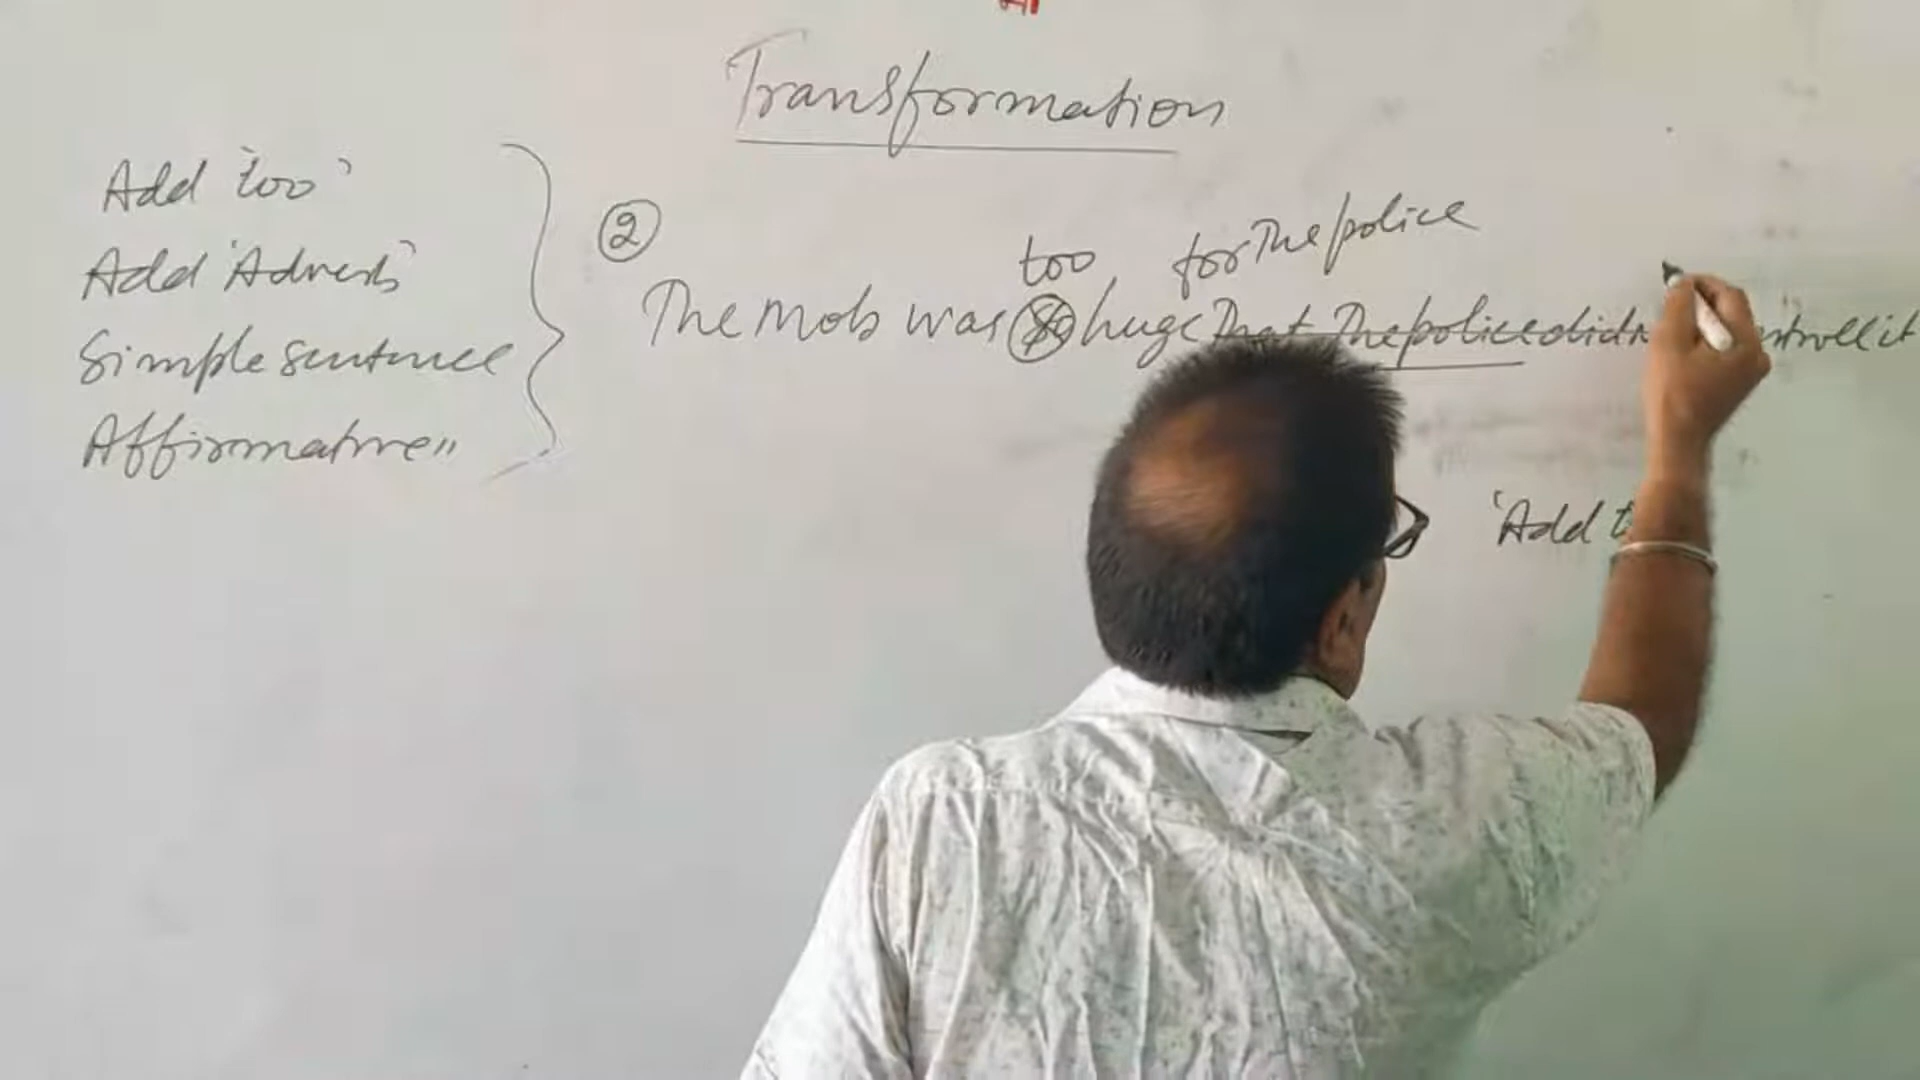 मा
Transformation
Add 'too'
Add 'Adverb'
Simple sentence
Affirmative "
②
too for the police
The Mob was so huge that the police did control it
'Add